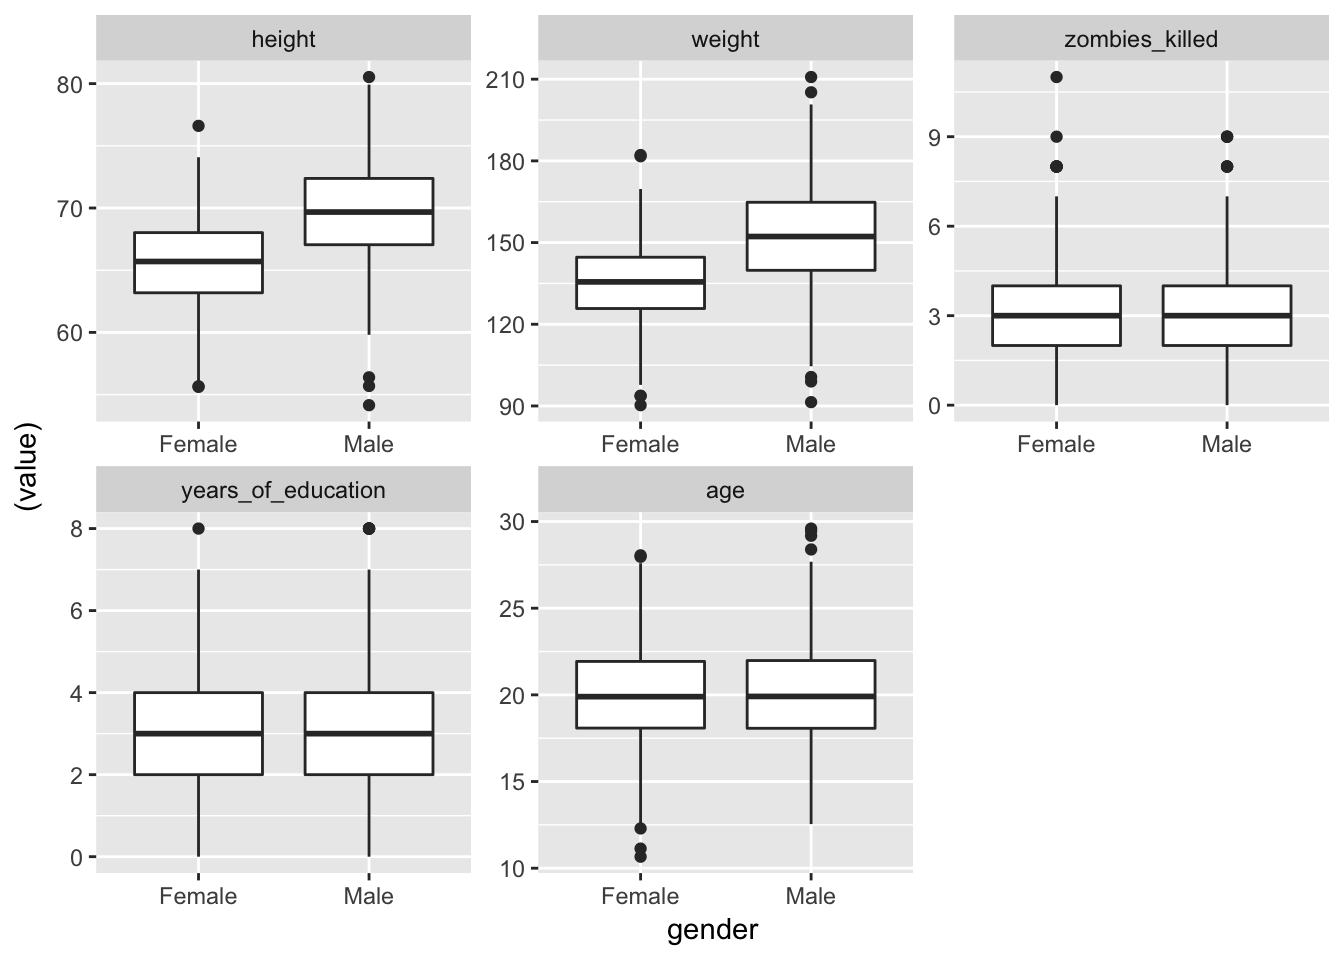 height
weight
zombies_killed
80
70
60
210
180
150
120
90
9
6
3
0
Female Male
Female Male
Female Male
(value)
years_of_education
age
8
6
4
2
0
30
25
20
15
10
Female Male
Female Male
gender